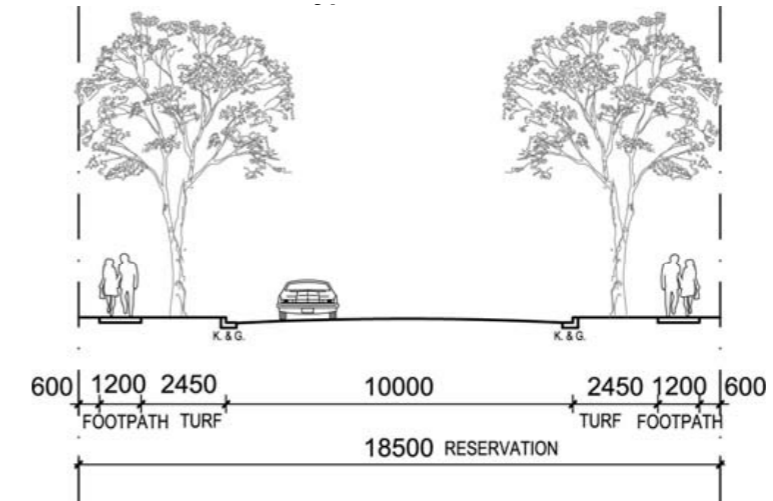 K. & G. K. & G.
600 1200 2450 10000 2450 1200 600
FOOTPATH TURF TURF FOOTPATH
18500 RESERVATION